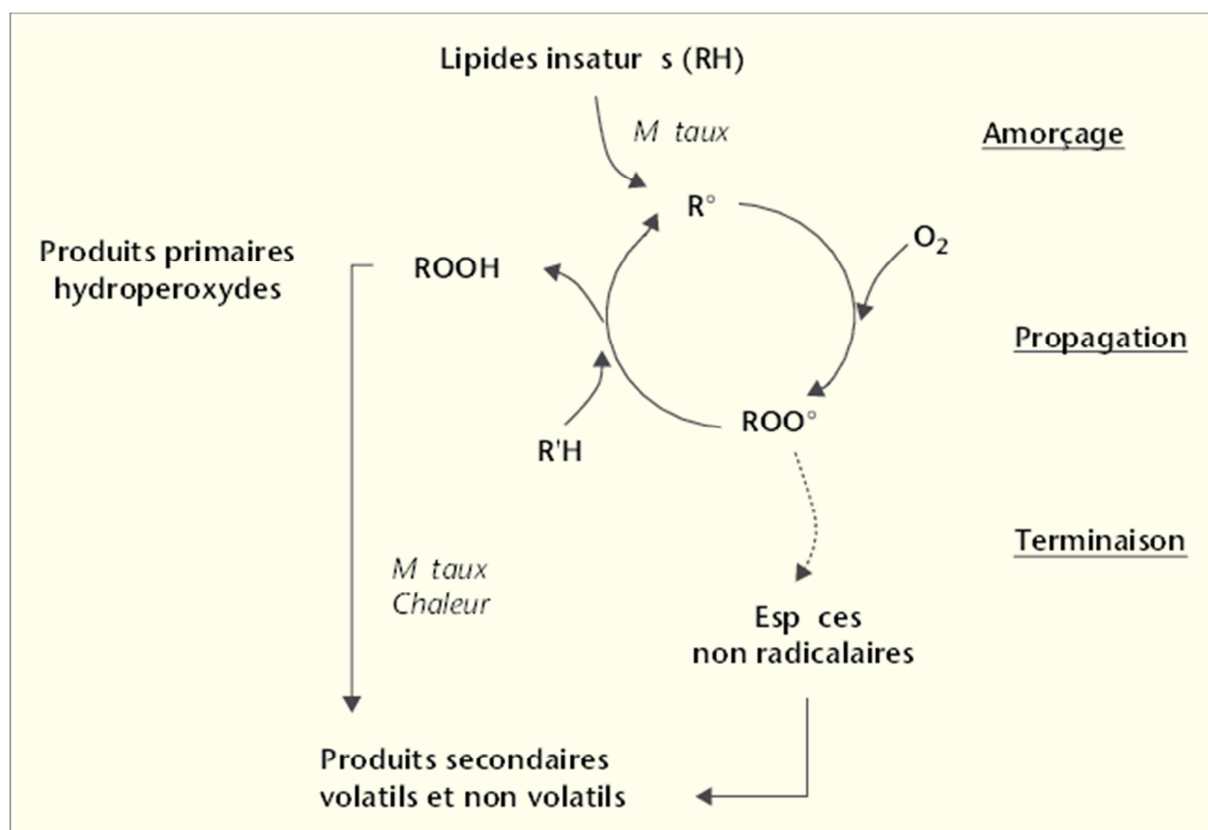 Lipides insatur s (RH)
M taux
Amorçage
R°
O₂
Produits primaires
hydroperoxydes
ROOH
Propagation
ROO°
R'H
Terminaison
M taux
Chaleur
Esp ces
non radicalaires
Produits secondaires
volatils et non volatils